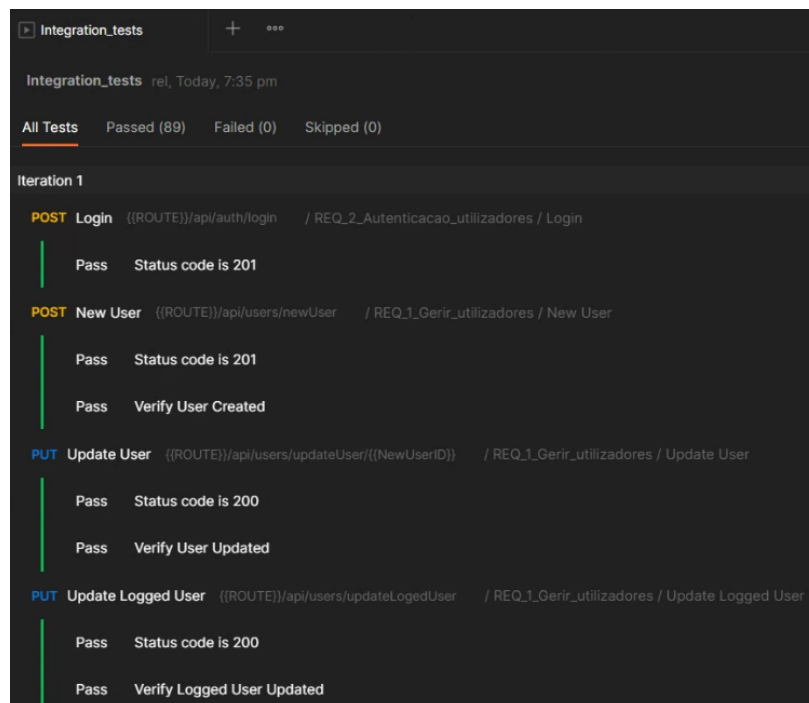 Integration_tests
Integration_tests rel, Today, 7:35 pm
All Tests Passed (89) Failed (0) Skipped (0)
Iteration 1
POST Login {{ROUTE}}/api/auth/login / REQ_2_Autenticacao_utilizadores / Login
Pass Status code is 201
POST New User {{ROUTE}}/api/users/newUser / REQ_1_Gerir_utilizadores / New User
Pass Status code is 201
Pass Verify User Created
PUT Update User {{ROUTE}}/api/users/updateUser/{{NewUserID}} / REQ_1_Gerir_utilizadores / Update User
Pass Status code is 200
Pass Verify User Updated
PUT Update Logged User {{ROUTE}}/api/users/updateLogedUser / REQ_1_Gerir_utilizadores / Update Logged User
Pass Status code is 200
Pass Verify Logged User Updated